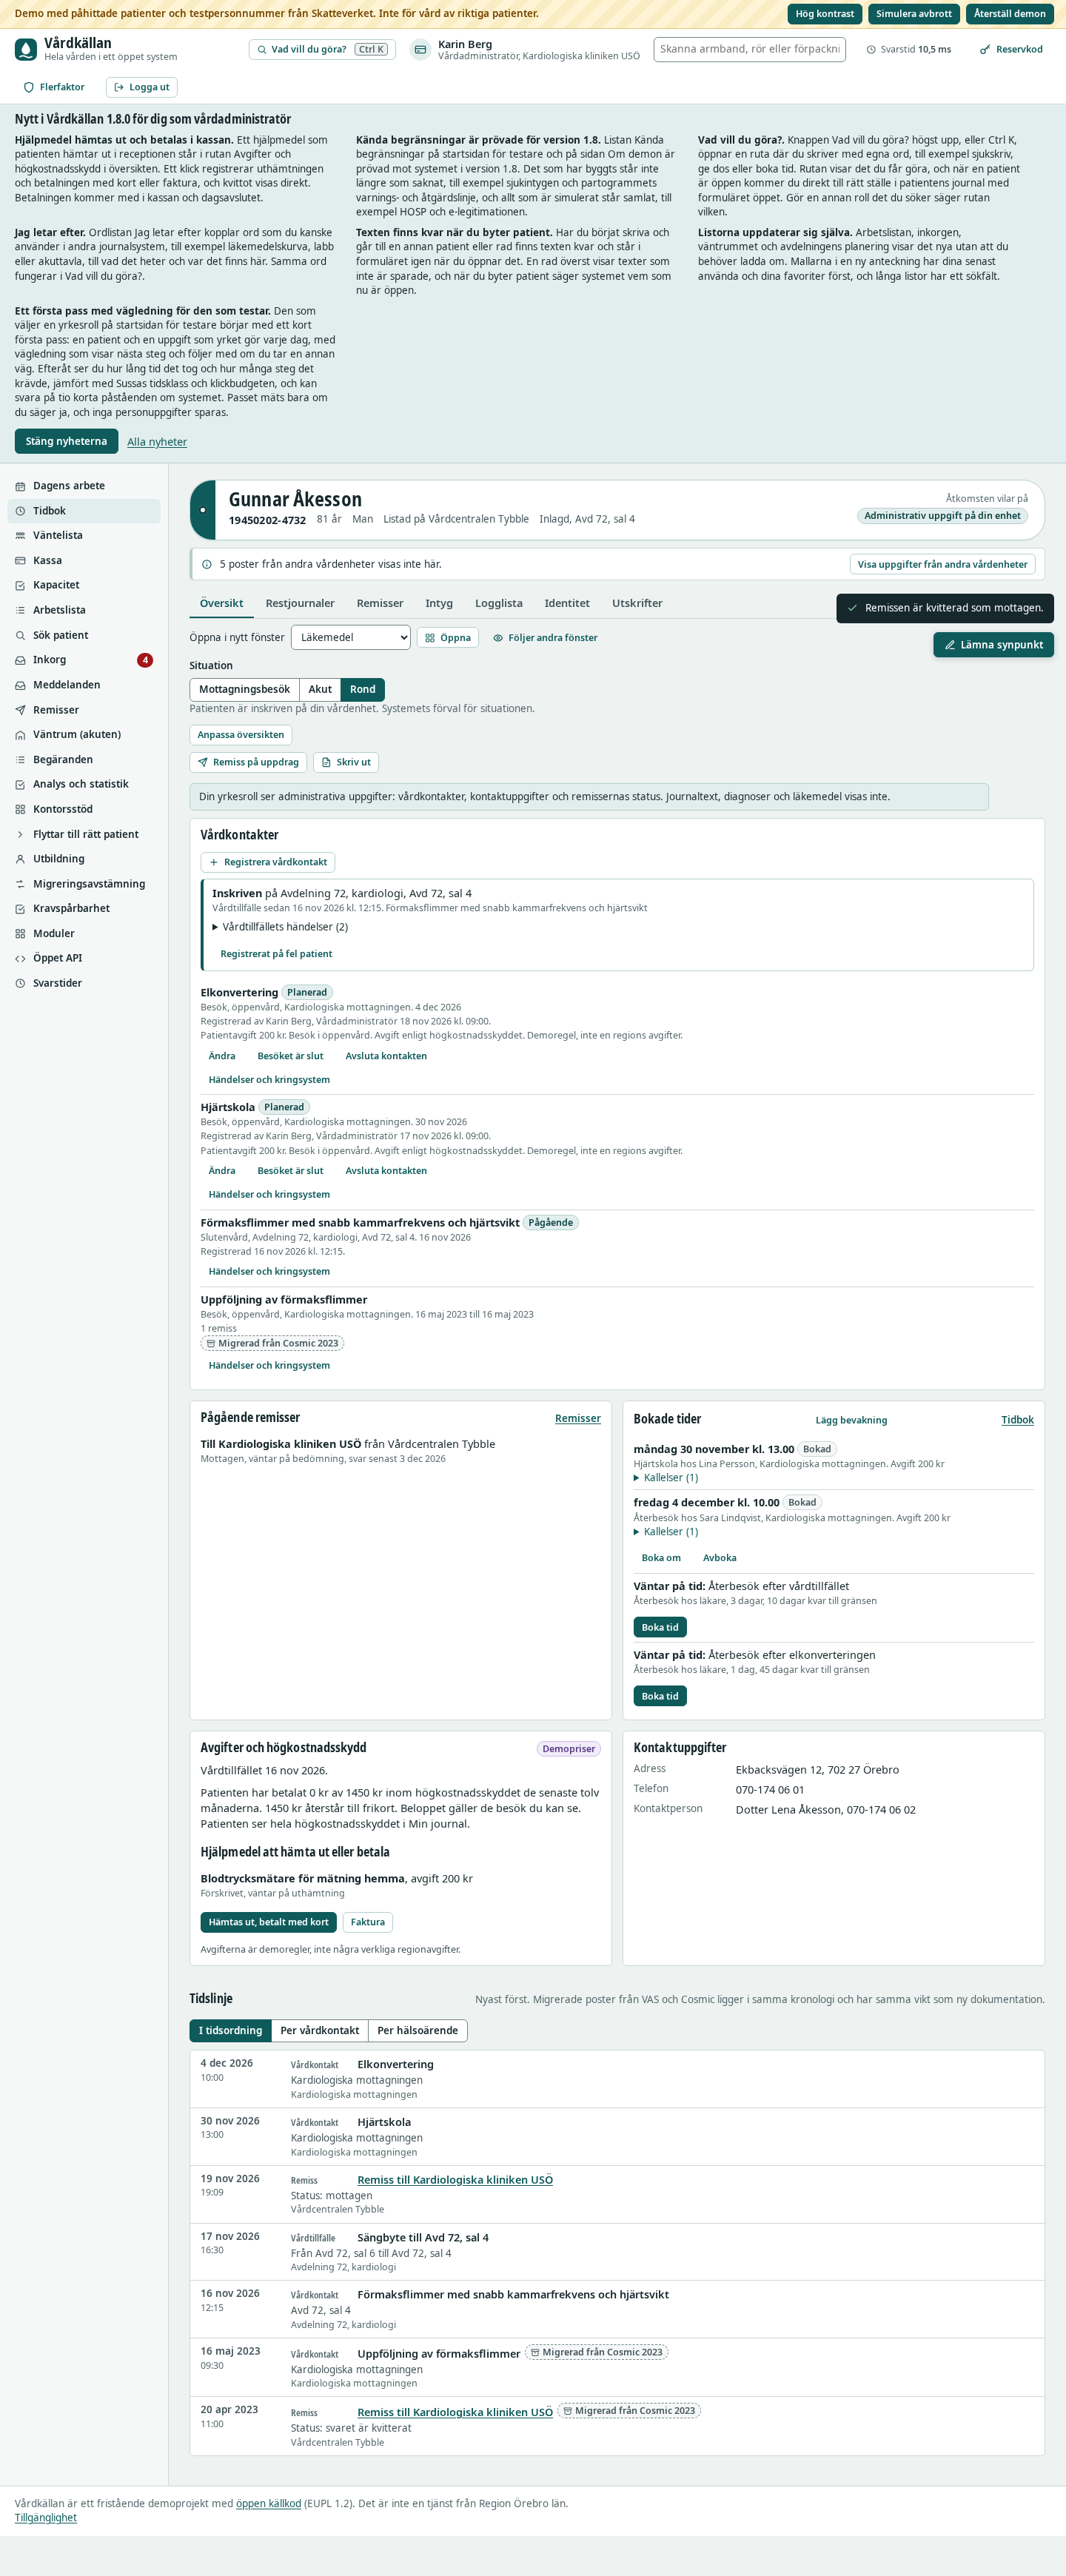 Demo med påhittade patienter och testpersonnummer från Skatteverket. Inte för vård av riktiga patienter.
Hög kontrast
Simulera avbrott
Återställ demon
Vårdkällan
Hela vården i ett öppet system
Vad vill du göra? Ctrl K
Karin Berg
Vårdadministratör, Kardiologiska kliniken USÖ
Skanna armband, rör eller förpackni
Svarstid 10,5 ms
Reservkod
Flerfaktor
Logga ut
Nytt i Vårdkällan 1.8.0 för dig som vårdadministratör
Hjälpmedel hämtas ut och betalas i kassan. Ett hjälpmedel som
patienten hämtar ut i receptionen står i rutan Avgifter och
högkostnadsskydd i översikten. Ett klick registrerar uthämtningen
och betalningen med kort eller faktura, och kvittot visas direkt.
Betalningen kommer med i kassan och dagsavslutet.
Kända begränsningar är prövade för version 1.8. Listan Kända
begränsningar på startsidan för testare och på sidan Om demon är
prövad mot systemet i version 1.8. Det som har byggts står inte
längre som saknat, till exempel sjukintygen och partogrammets
varnings- och åtgärdslinje, och allt som är simulerat står samlat, till
exempel HOSP och e-legitimationen.
Vad vill du göra?. Knappen Vad vill du göra? högst upp, eller Ctrl K,
öppnar en ruta där du skriver med egna ord, till exempel sjukskriv,
ge dos eller boka tid. Rutan visar det du får göra, och när en patient
är öppen kommer du direkt till rätt ställe i patientens journal med
formuläret öppet. Gör en annan roll det du söker säger rutan
vilken.
Jag letar efter. Ordlistan Jag letar efter kopplar ord som du kanske
använder i andra journalsystem, till exempel läkemedelskurva, labb
eller akuttavla, till vad det heter och var det finns här. Samma ord
fungerar i Vad vill du göra?.
Texten finns kvar när du byter patient. Har du börjat skriva och
går till en annan patient eller rad finns texten kvar och står i
formuläret igen när du öppnar det. En rad överst visar texter som
inte är sparade, och när du byter patient säger systemet vem som
nu är öppen.
Listorna uppdaterar sig själva. Arbetslistan, inkorgen,
väntrummet och avdelningens planering visar det nya utan att du
behöver ladda om. Mallarna i en ny anteckning har dina senast
använda och dina favoriter först, och långa listor har ett sökfält.
Ett första pass med vägledning för den som testar. Den som
väljer en yrkesroll på startsidan för testare börjar med ett kort
första pass: en patient och en uppgift som yrket gör varje dag, med
vägledning som visar nästa steg och följer med om du tar en annan
väg. Efteråt ser du hur lång tid det tog och hur många steg det
krävde, jämfört med Sussas tidsklass och klickbudgeten, och kan
svara på tio korta påståenden om systemet. Passet mäts bara om
du säger ja, och inga personuppgifter sparas.
Stäng nyheterna
Alla nyheter
Dagens arbete
Tidbok
Väntelista
Kassa
Kapacitet
Arbetslista
Sök patient
Inkorg 4
Meddelanden
Remisser
Väntrum (akuten)
Begäranden
Analys och statistik
Kontorsstöd
Flyttar till rätt patient
Utbildning
Migreringsavstämning
Kravspårbarhet
Moduler
Öppet API
Svarstider
Gunnar Åkesson
19450202-4732 81 år Man Listad på Vårdcentralen Tybble Inlagd, Avd 72, sal 4
Åtkomsten vilar på
Administrativ uppgift på din enhet
5 poster från andra vårdenheter visas inte här.
Visa uppgifter från andra vårdenheter
Översikt Restjournaler Remisser Intyg Logglista Identitet Utskrifter
Remissen är kvitterad som mottagen.
Öppna i nytt fönster Läkemedel Öppna Följer andra fönster
Lämna synpunkt
Situation
Mottagningsbesök Akut Rond
Patienten är inskriven på din vårdenhet. Systemets förval för situationen.
Anpassa översikten
Remiss på uppdrag Skriv ut
Din yrkesroll ser administrativa uppgifter: vårdkontakter, kontaktuppgifter och remissernas status. Journaltext, diagnoser och läkemedel visas inte.
Vårdkontakter
Registrera vårdkontakt
Inskriven på Avdelning 72, kardiologi, Avd 72, sal 4
Vårdtillfälle sedan 16 nov 2026 kl. 12:15. Förmaksflimmer med snabb kammarfrekvens och hjärtsvikt
Vårdtillfällets händelser (2)
Registrerat på fel patient
Elkonvertering Planerad
Besök, öppenvård, Kardiologiska mottagningen. 4 dec 2026
Registrerad av Karin Berg, Vårdadministratör 18 nov 2026 kl. 09:00.
Patientavgift 200 kr. Besök i öppenvård. Avgift enligt högkostnadsskyddet. Demoregel, inte en regions avgifter.
Ändra Besöket är slut Avsluta kontakten
Händelser och kringsystem
Hjärtskola Planerad
Besök, öppenvård, Kardiologiska mottagningen. 30 nov 2026
Registrerad av Karin Berg, Vårdadministratör 17 nov 2026 kl. 09:00.
Patientavgift 200 kr. Besök i öppenvård. Avgift enligt högkostnadsskyddet. Demoregel, inte en regions avgifter.
Ändra Besöket är slut Avsluta kontakten
Händelser och kringsystem
Förmaksflimmer med snabb kammarfrekvens och hjärtsvikt Pågående
Slutenvård, Avdelning 72, kardiologi, Avd 72, sal 4. 16 nov 2026
Registrerad 16 nov 2026 kl. 12:15.
Händelser och kringsystem
Uppföljning av förmaksflimmer
Besök, öppenvård, Kardiologiska mottagningen. 16 maj 2023 till 16 maj 2023
1 remiss
Migrerad från Cosmic 2023
Händelser och kringsystem
Pågående remisser Remisser
Till Kardiologiska kliniken USÖ från Vårdcentralen Tybble
Mottagen, väntar på bedömning, svar senast 3 dec 2026
Bokade tider Lägg bevakning Tidbok
måndag 30 november kl. 13.00 Bokad
Hjärtskola hos Lina Persson, Kardiologiska mottagningen. Avgift 200 kr
Kallelser (1)
fredag 4 december kl. 10.00 Bokad
Återbesök hos Sara Lindqvist, Kardiologiska mottagningen. Avgift 200 kr
Kallelser (1)
Boka om Avboka
Väntar på tid: Återbesök efter vårdtillfället
Återbesök hos läkare, 3 dagar, 10 dagar kvar till gränsen
Boka tid
Väntar på tid: Återbesök efter elkonverteringen
Återbesök hos läkare, 1 dag, 45 dagar kvar till gränsen
Boka tid
Avgifter och högkostnadsskydd Demopriser
Vårdtillfället 16 nov 2026.
Patienten har betalat 0 kr av 1450 kr inom högkostnadsskyddet de senaste tolv
månaderna. 1450 kr återstår till frikort. Beloppet gäller de besök du kan se.
Patienten ser hela högkostnadsskyddet i Min journal.
Hjälpmedel att hämta ut eller betala
Blodtrycksmätare för mätning hemma, avgift 200 kr
Förskrivet, väntar på uthämtning
Hämtas ut, betalt med kort Faktura
Avgifterna är demoregler, inte några verkliga regionavgifter.
Kontaktuppgifter
Adress Ekbacksvägen 12, 702 27 Örebro
Telefon 070-174 06 01
Kontaktperson Dotter Lena Åkesson, 070-174 06 02
Tidslinje
Nyast först. Migrerade poster från VAS och Cosmic ligger i samma kronologi och har samma vikt som ny dokumentation.
I tidsordning Per vårdkontakt Per hälsoärende
4 dec 2026 Vårdkontakt Elkonvertering
10:00 Kardiologiska mottagningen
Kardiologiska mottagningen
30 nov 2026 Vårdkontakt Hjärtskola
13:00 Kardiologiska mottagningen
Kardiologiska mottagningen
19 nov 2026 Remiss Remiss till Kardiologiska kliniken USÖ
19:09 Status: mottagen
Vårdcentralen Tybble
17 nov 2026 Vårdtillfälle Sängbyte till Avd 72, sal 4
16:30 Från Avd 72, sal 6 till Avd 72, sal 4
Avdelning 72, kardiologi
16 nov 2026 Vårdkontakt Förmaksflimmer med snabb kammarfrekvens och hjärtsvikt
12:15 Avd 72, sal 4
Avdelning 72, kardiologi
16 maj 2023 Vårdkontakt Uppföljning av förmaksflimmer Migrerad från Cosmic 2023
09:30 Kardiologiska mottagningen
Kardiologiska mottagningen
20 apr 2023 Remiss Remiss till Kardiologiska kliniken USÖ Migrerad från Cosmic 2023
11:00 Status: svaret är kvitterat
Vårdcentralen Tybble
Vårdkällan är ett fristående demoprojekt med öppen källkod (EUPL 1.2). Det är inte en tjänst från Region Örebro län.
Tillgänglighet